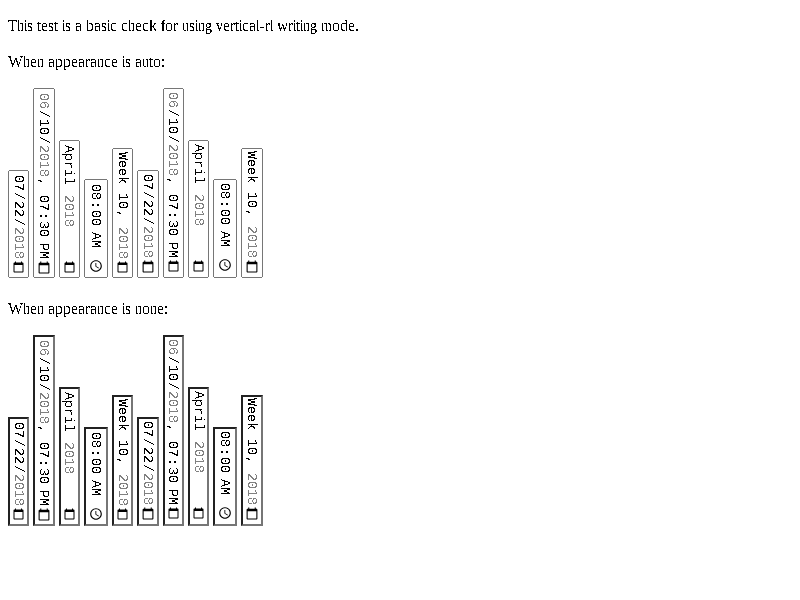 This test is a basic check for using vertical-rl writing mode.
When appearance is auto:
07/22/2018
06/10/2018, 07:30 PM
April 2018
08:00 AM
Week 10, 2018
07/22/2018
06/10/2018, 07:30 PM
April 2018
08:00 AM
Week 10, 2018
When appearance is none:
07/22/2018
06/10/2018, 07:30 PM
April 2018
08:00 AM
Week 10, 2018
07/22/2018
06/10/2018, 07:30 PM
April 2018
08:00 AM
Week 10, 2018